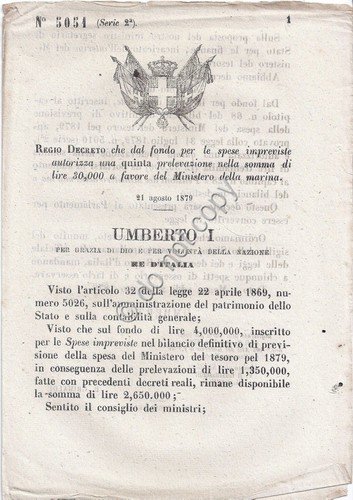 N° 5051 (Serie 2ª). 1
REGIO DECRETO che dal fondo per le spese impreviste
autorizza una quinta prelevazione nella somma di
lire 30,000 a favore del Ministero della marina.
21 agosto 1879
UMBERTO I
PER GRAZIA DI DIO E PER VOLONTÀ DELLA NAZIONE
RE D'ITALIA
Visto l'articolo 32 della legge 22 aprile 1869, nu-
mero 5026, sull'amministrazione del patrimonio dello
Stato e sulla contabilità generale;
Visto che sul fondo di lire 4,000,000, inscritto
per le Spese impreviste nel bilancio definitivo di previ-
sione della spesa del Ministero del tesoro pel 1879,
in conseguenza delle prelevazioni di lire 1,350,000,
fatte con precedenti decreti reali, rimane disponibile
la somma di lire 2,650,000;
Sentito il consiglio dei ministri;
do not copy